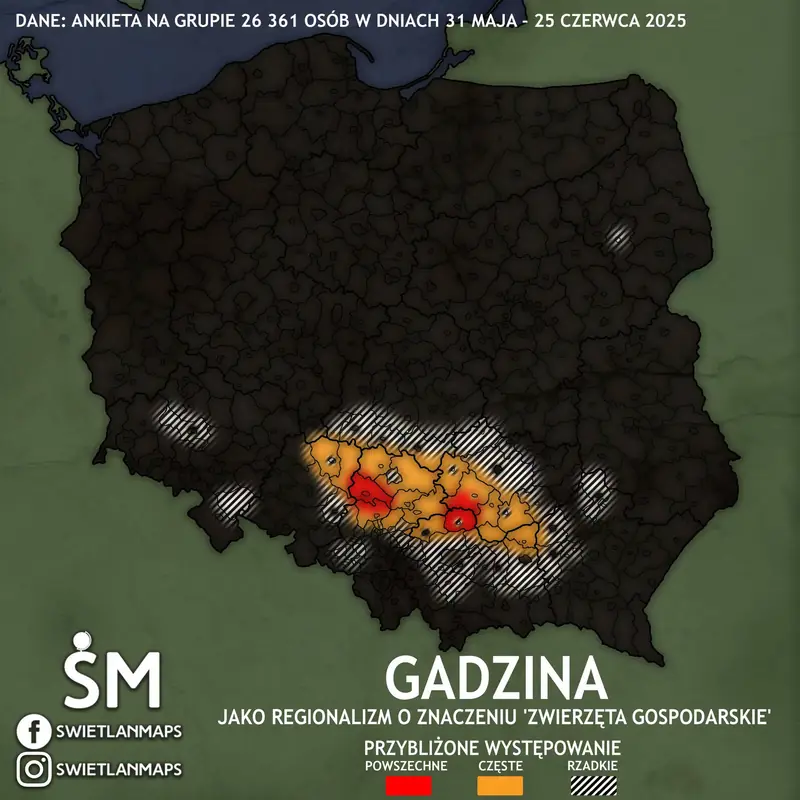 DANE: ANKIETA NA GRUPIE 26 361 OSÓB W DNIACH 31 MAJA - 25 CZERWCA 2025
ŚM
SWIETLANMAPS
SWIETLANMAPS
GADZINA
JAKO REGIONALIZM O ZNACZENIU 'ZWIERZĘTA GOSPODARSKIE'
PRZYBLIŻONE WYSTĘPOWANIE
POWSZECHNE CZĘSTE RZADKIE